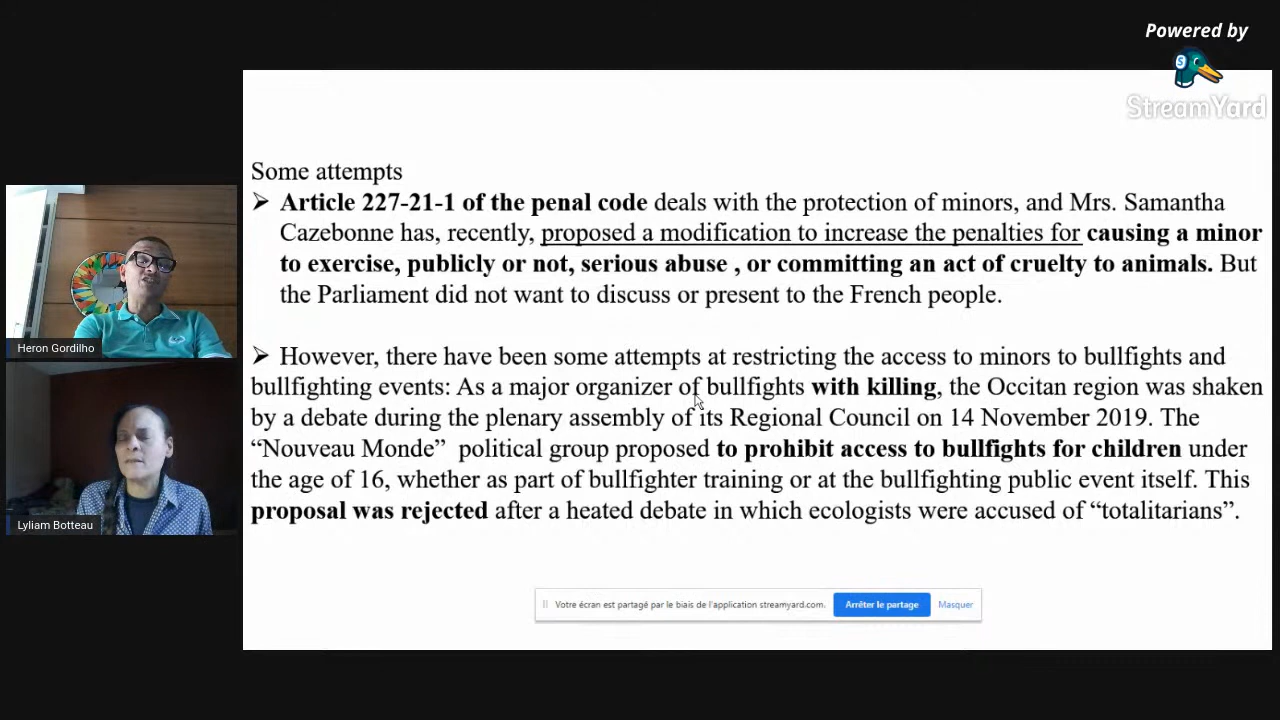 Powered by
StreamYard
Some attempts
➢ Article 227-21-1 of the penal code deals with the protection of minors, and Mrs. Samantha
Cazebonne has, recently, proposed a modification to increase the penalties for causing a minor
to exercise, publicly or not, serious abuse , or committing an act of cruelty to animals. But
the Parliament did not want to discuss or present to the French people.
➢ However, there have been some attempts at restricting the access to minors to bullfights and
bullfighting events: As a major organizer of bullfights with killing, the Occitan region was shaken
by a debate during the plenary assembly of its Regional Council on 14 November 2019. The
“Nouveau Monde” political group proposed to prohibit access to bullfights for children under
the age of 16, whether as part of bullfighter training or at the bullfighting public event itself. This
proposal was rejected after a heated debate in which ecologists were accused of “totalitarians”.
Heron Gordilho
Lyliam Botteau
Votre écran est partagé par le biais de l'application streamyard.com.
Arrêter le partage
Masquer